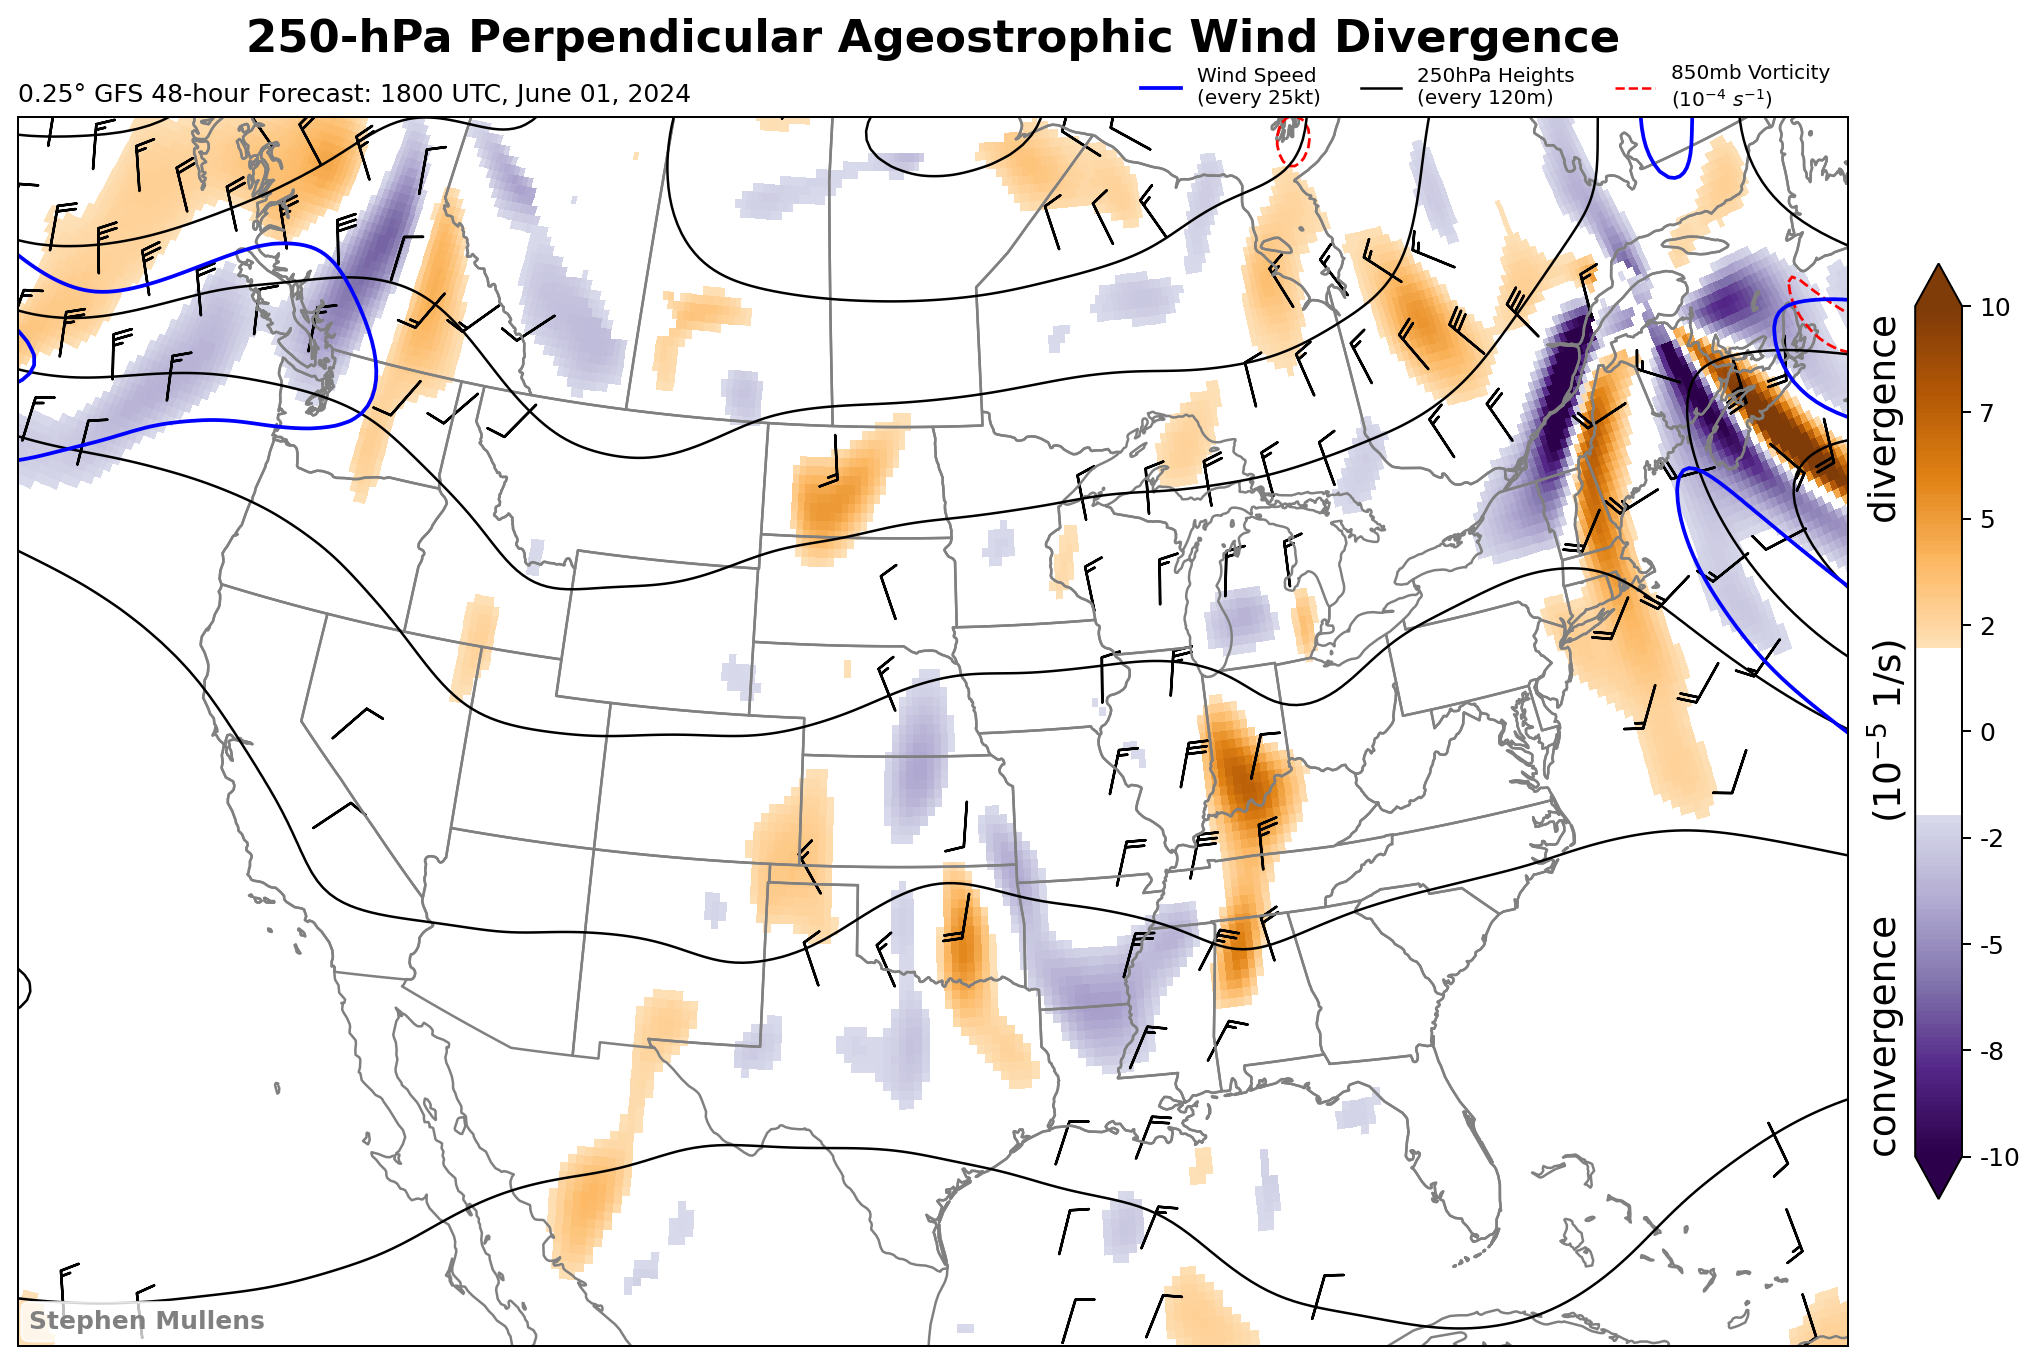 250-hPa Perpendicular Ageostrophic Wind Divergence
0.25° GFS 48-hour Forecast: 1800 UTC, June 01, 2024
Wind Speed
(every 25kt)
250hPa Heights
(every 120m)
850mb Vorticity
(10⁻⁴ s⁻¹)
10
7
5
2
0
-2
-5
-8
-10
convergence (10⁻⁵ 1/s) divergence
Stephen Mullens